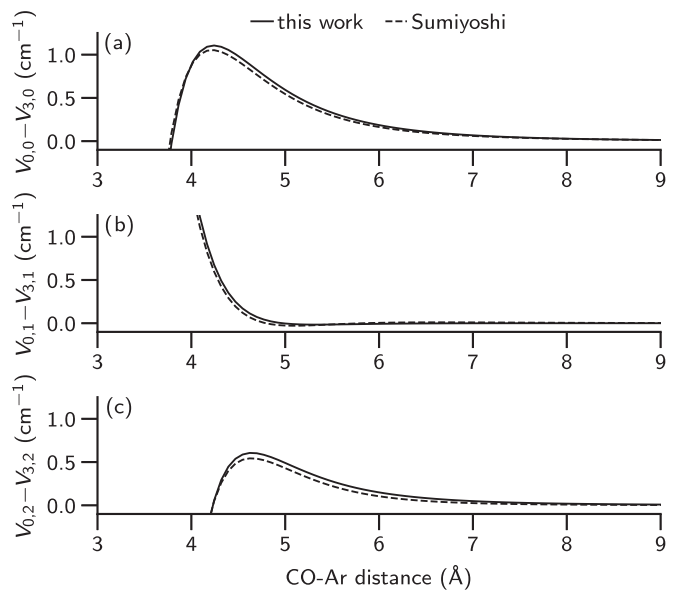 this work Sumiyoshi
(a)
V0,0−V3,0 (cm−1)
1.0
0.5
0.0
3 4 5 6 7 8 9
(b)
V0,1−V3,1 (cm−1)
1.0
0.5
0.0
3 4 5 6 7 8 9
(c)
V0,2−V3,2 (cm−1)
1.0
0.5
0.0
3 4 5 6 7 8 9
CO-Ar distance (Å)